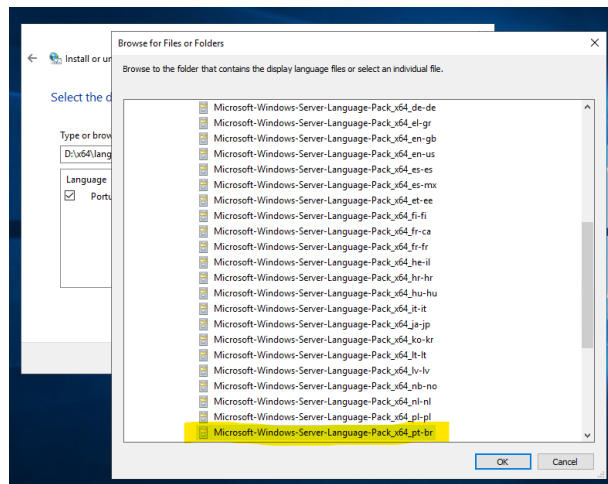 Browse for Files or Folders
Install or un
Browse to the folder that contains the display language files or select an individual file.
Select the d
Type or brow
D:\x64\lang
Language
Portu
Microsoft-Windows-Server-Language-Pack_x64_de-de
Microsoft-Windows-Server-Language-Pack_x64_el-gr
Microsoft-Windows-Server-Language-Pack_x64_en-gb
Microsoft-Windows-Server-Language-Pack_x64_en-us
Microsoft-Windows-Server-Language-Pack_x64_es-es
Microsoft-Windows-Server-Language-Pack_x64_es-mx
Microsoft-Windows-Server-Language-Pack_x64_et-ee
Microsoft-Windows-Server-Language-Pack_x64_fi-fi
Microsoft-Windows-Server-Language-Pack_x64_fr-ca
Microsoft-Windows-Server-Language-Pack_x64_fr-fr
Microsoft-Windows-Server-Language-Pack_x64_he-il
Microsoft-Windows-Server-Language-Pack_x64_hr-hr
Microsoft-Windows-Server-Language-Pack_x64_hu-hu
Microsoft-Windows-Server-Language-Pack_x64_it-it
Microsoft-Windows-Server-Language-Pack_x64_ja-jp
Microsoft-Windows-Server-Language-Pack_x64_ko-kr
Microsoft-Windows-Server-Language-Pack_x64_lt-lt
Microsoft-Windows-Server-Language-Pack_x64_lv-lv
Microsoft-Windows-Server-Language-Pack_x64_nb-no
Microsoft-Windows-Server-Language-Pack_x64_nl-nl
Microsoft-Windows-Server-Language-Pack_x64_pl-pl
Microsoft-Windows-Server-Language-Pack_x64_pt-br
OK
Cancel